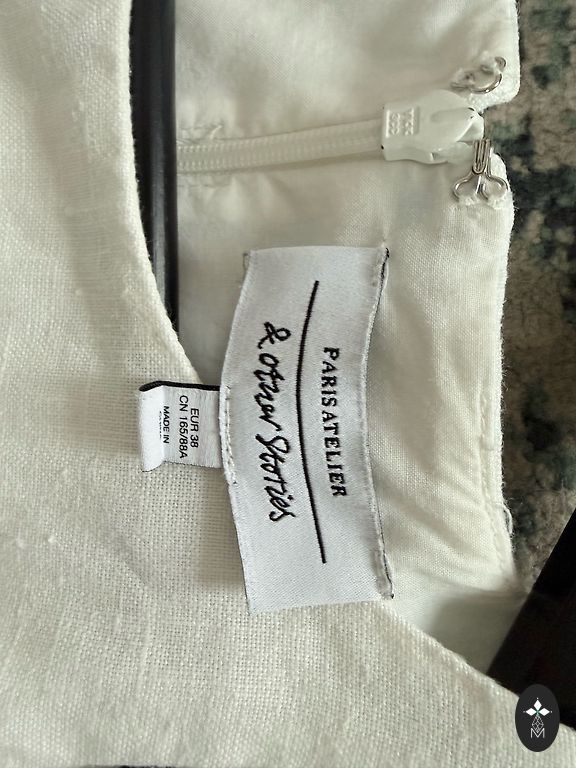 PARIS ATELIER
& other Stories
EUR 38
CN 165/88A
MADE IN